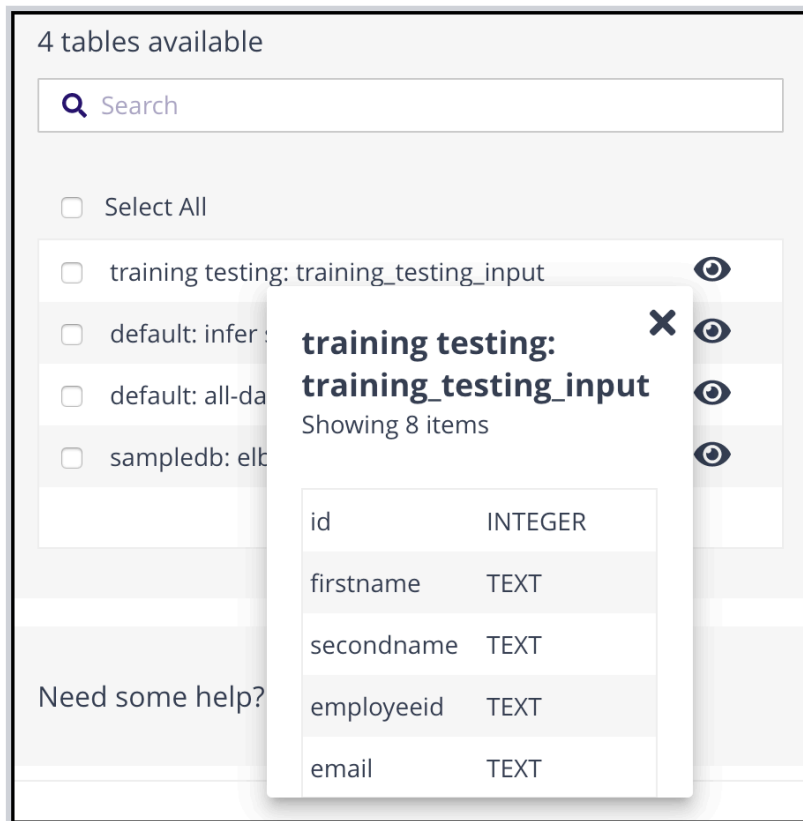 4 tables available
Search
Select All
training testing: training_testing_input
default: infer
default: all-da
sampledb: elb
training testing:
training_testing_input
Showing 8 items
id INTEGER
firstname TEXT
secondname TEXT
employeeid TEXT
email TEXT
Need some help?